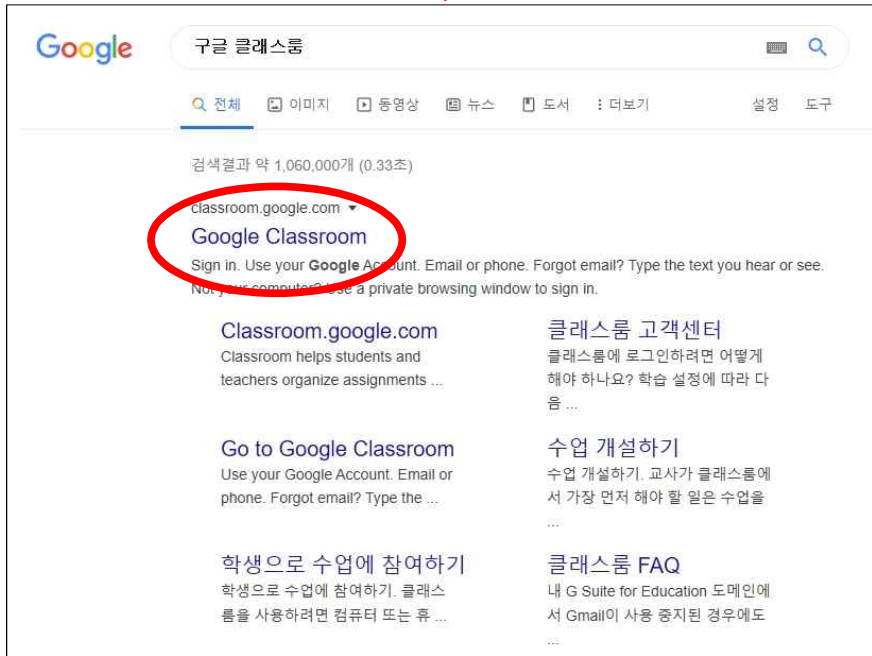 Google 구글 클래스룸
전체 이미지 동영상 뉴스 도서 더보기 설정 도구
검색결과 약 1,060,000개 (0.33초)
classroom.google.com
Google Classroom
Sign in. Use your Google Account. Email or phone. Forgot email? Type the text you hear or see.
Not your computer? Use a private browsing window to sign in.
Classroom.google.com
Classroom helps students and
teachers organize assignments ...
클래스룸 고객센터
클래스룸에 로그인하려면 어떻게
해야 하나요? 학습 설정에 따라 다
음 ...
Go to Google Classroom
Use your Google Account. Email or
phone. Forgot email? Type the ...
수업 개설하기
수업 개설하기. 교사가 클래스룸에
서 가장 먼저 해야 할 일은 수업을
...
학생으로 수업에 참여하기
학생으로 수업에 참여하기. 클래스
룸을 사용하려면 컴퓨터 또는 휴 ...
클래스룸 FAQ
내 G Suite for Education 도메인에
서 Gmail이 사용 중지된 경우에도
...